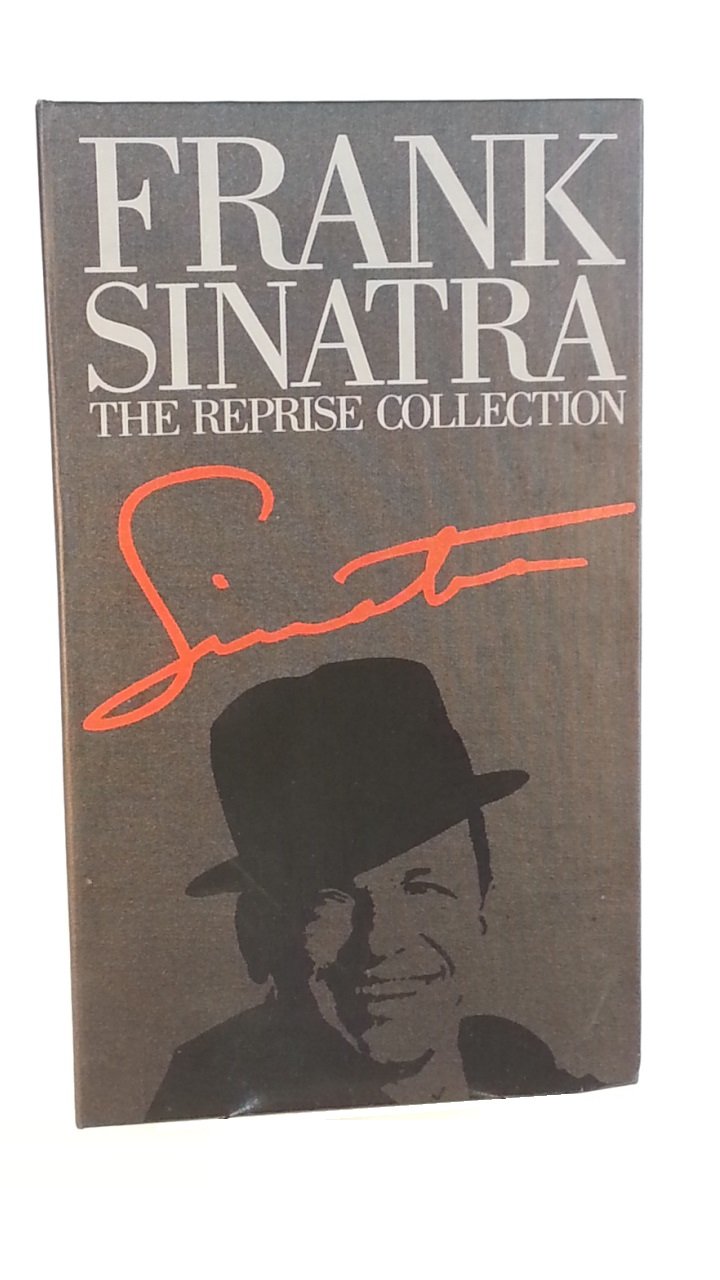 FRANK
SINATRA
THE REPRISE COLLECTION
Sinatra